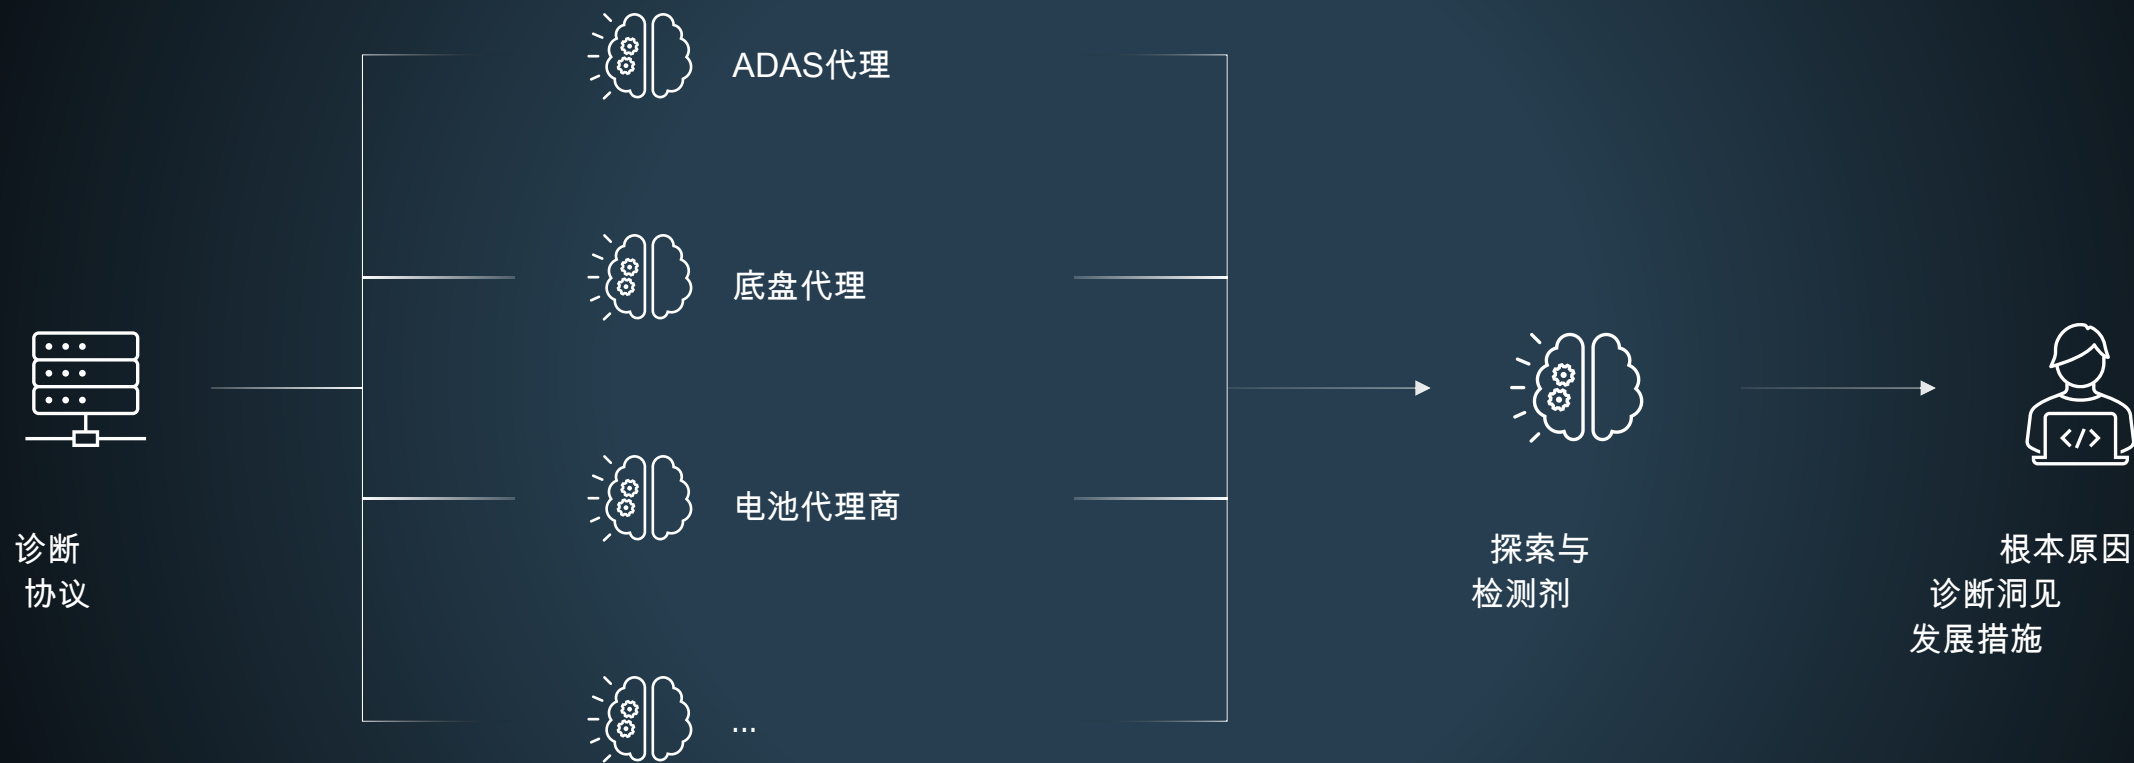 ADAS代理
底盘代理
电池代理商
...
诊断
协议
探索与
检测剂
根本原因
诊断洞见
发展措施